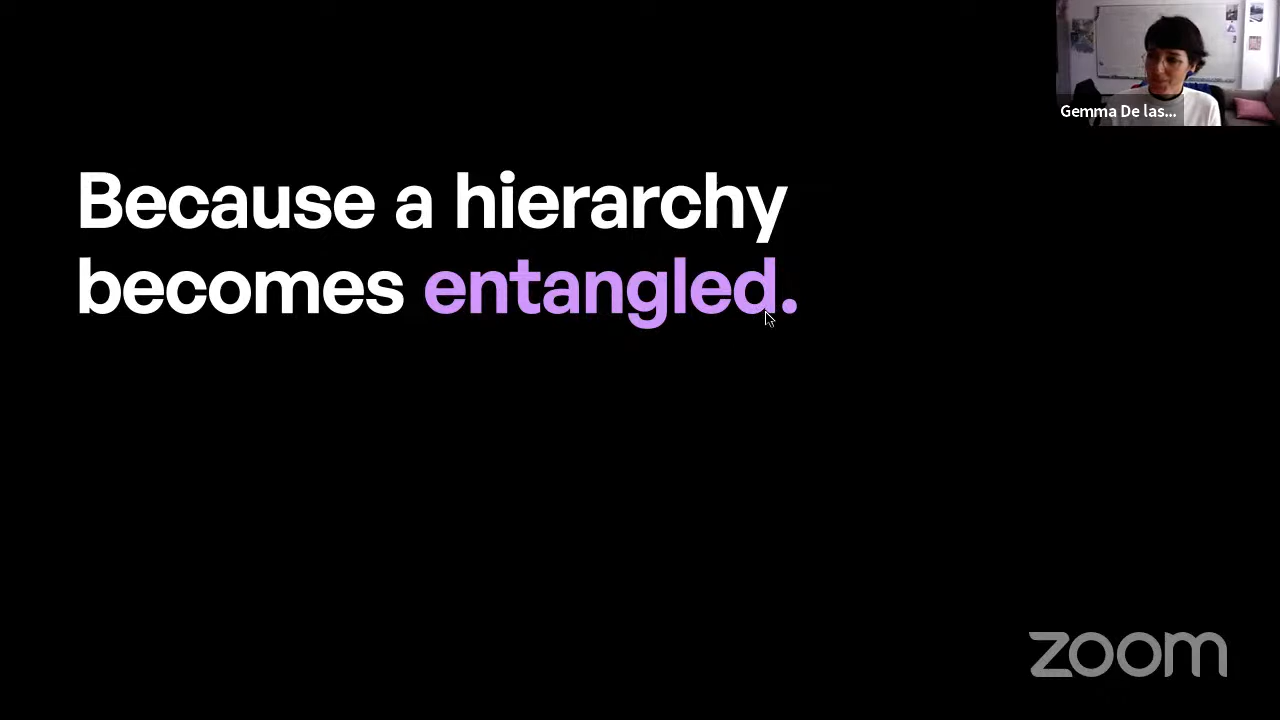 Gemma De las...
Because a hierarchy
becomes entangled.
zoom